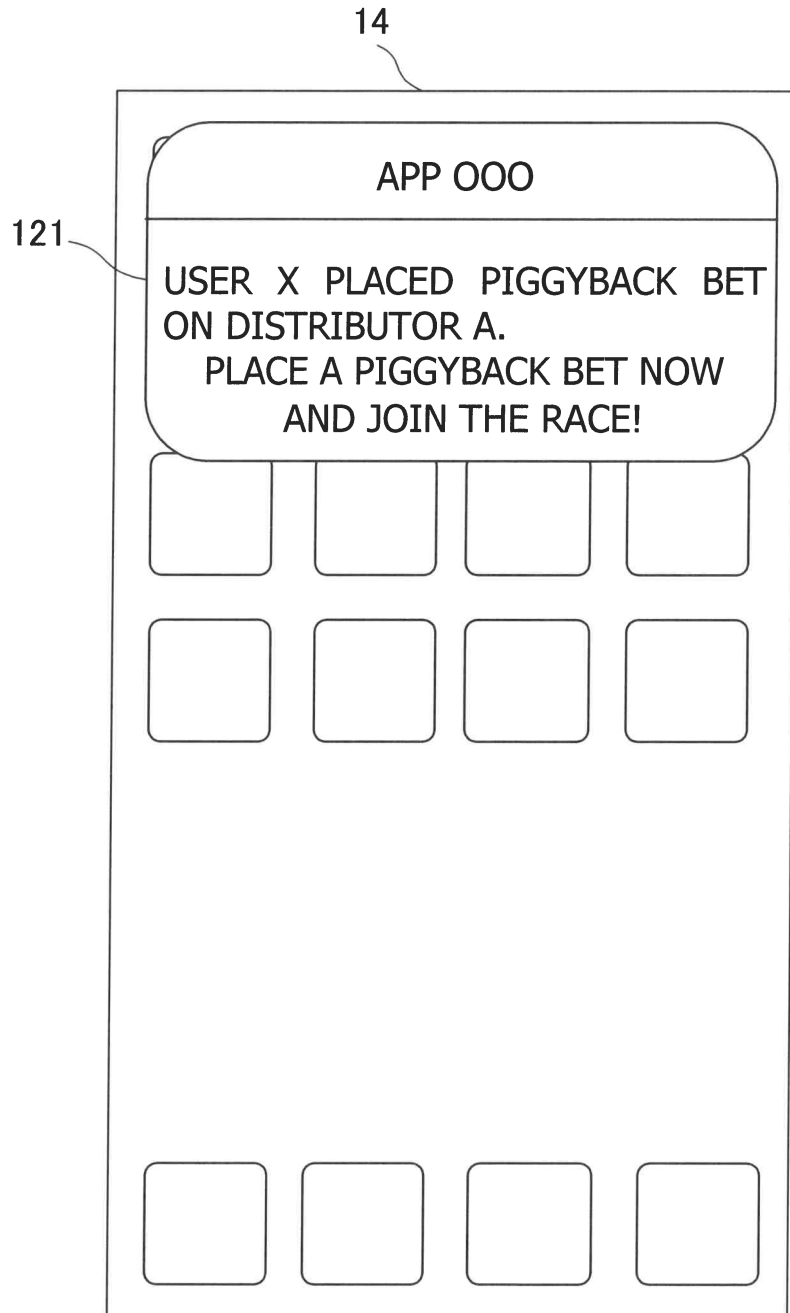 14
APP OOO
121
USER X PLACED PIGGYBACK BET
ON DISTRIBUTOR A.
PLACE A PIGGYBACK BET NOW
AND JOIN THE RACE!